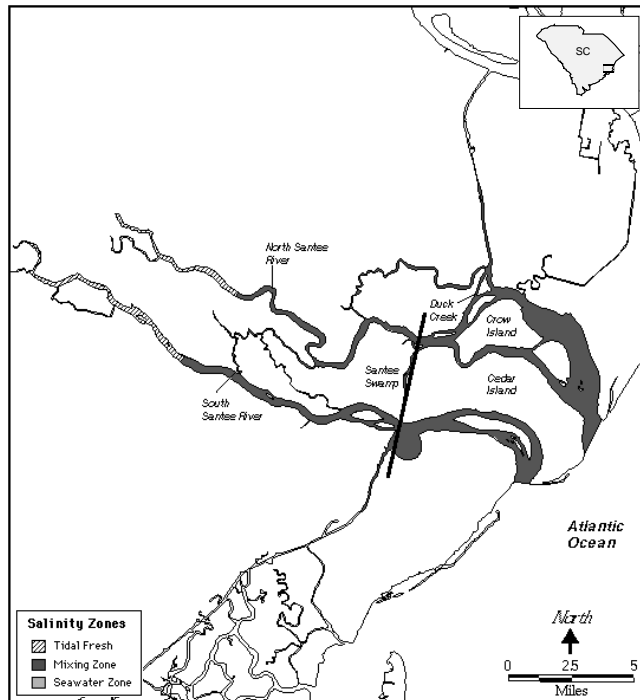 SC
North Santee
River
Duck
Creek
Crow
Island
Santee
Swamp
Cedar
Island
South
Santee River
Atlantic
Ocean
Salinity Zones
Tidal Fresh
Mixing Zone
Seawater Zone
North
0 25 5
Miles